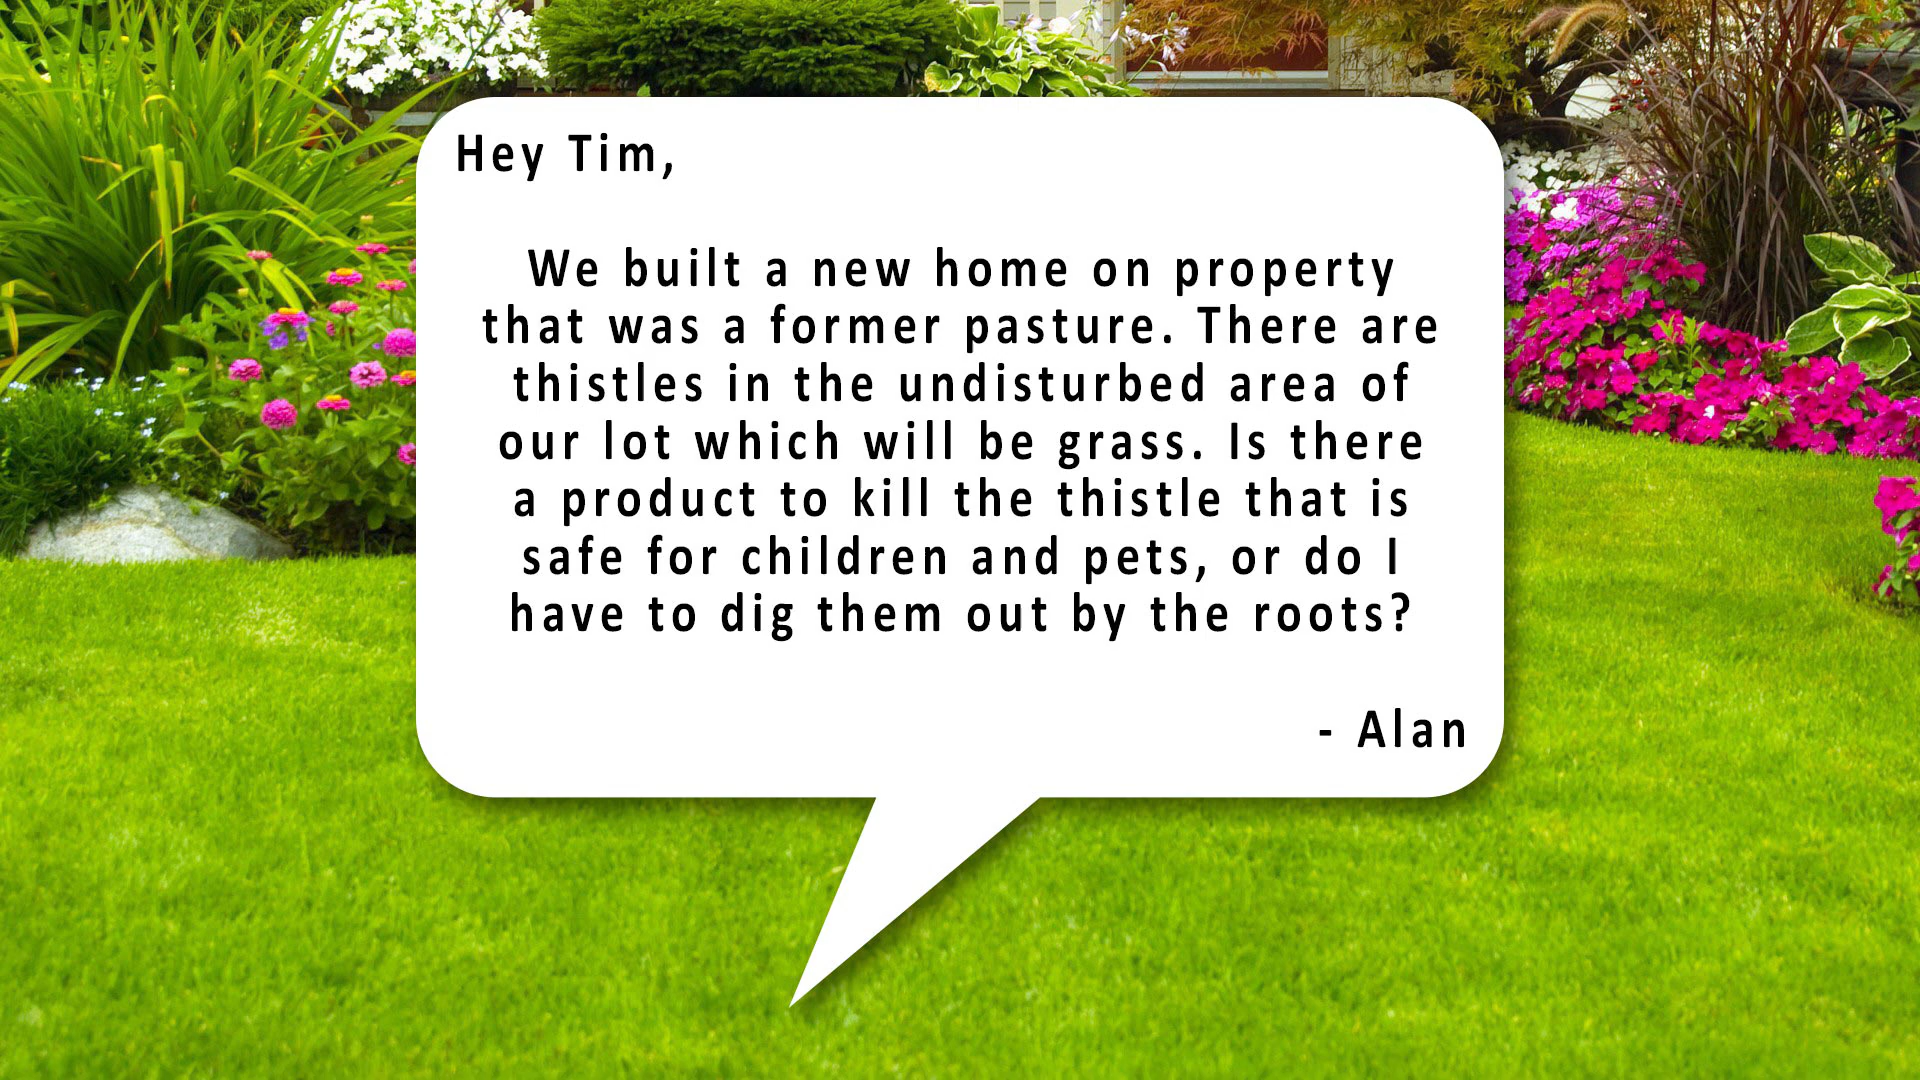 Hey Tim,
We built a new home on property
that was a former pasture. There are
thistles in the undisturbed area of
our lot which will be grass. Is there
a product to kill the thistle that is
safe for children and pets, or do I
have to dig them out by the roots?
- Alan